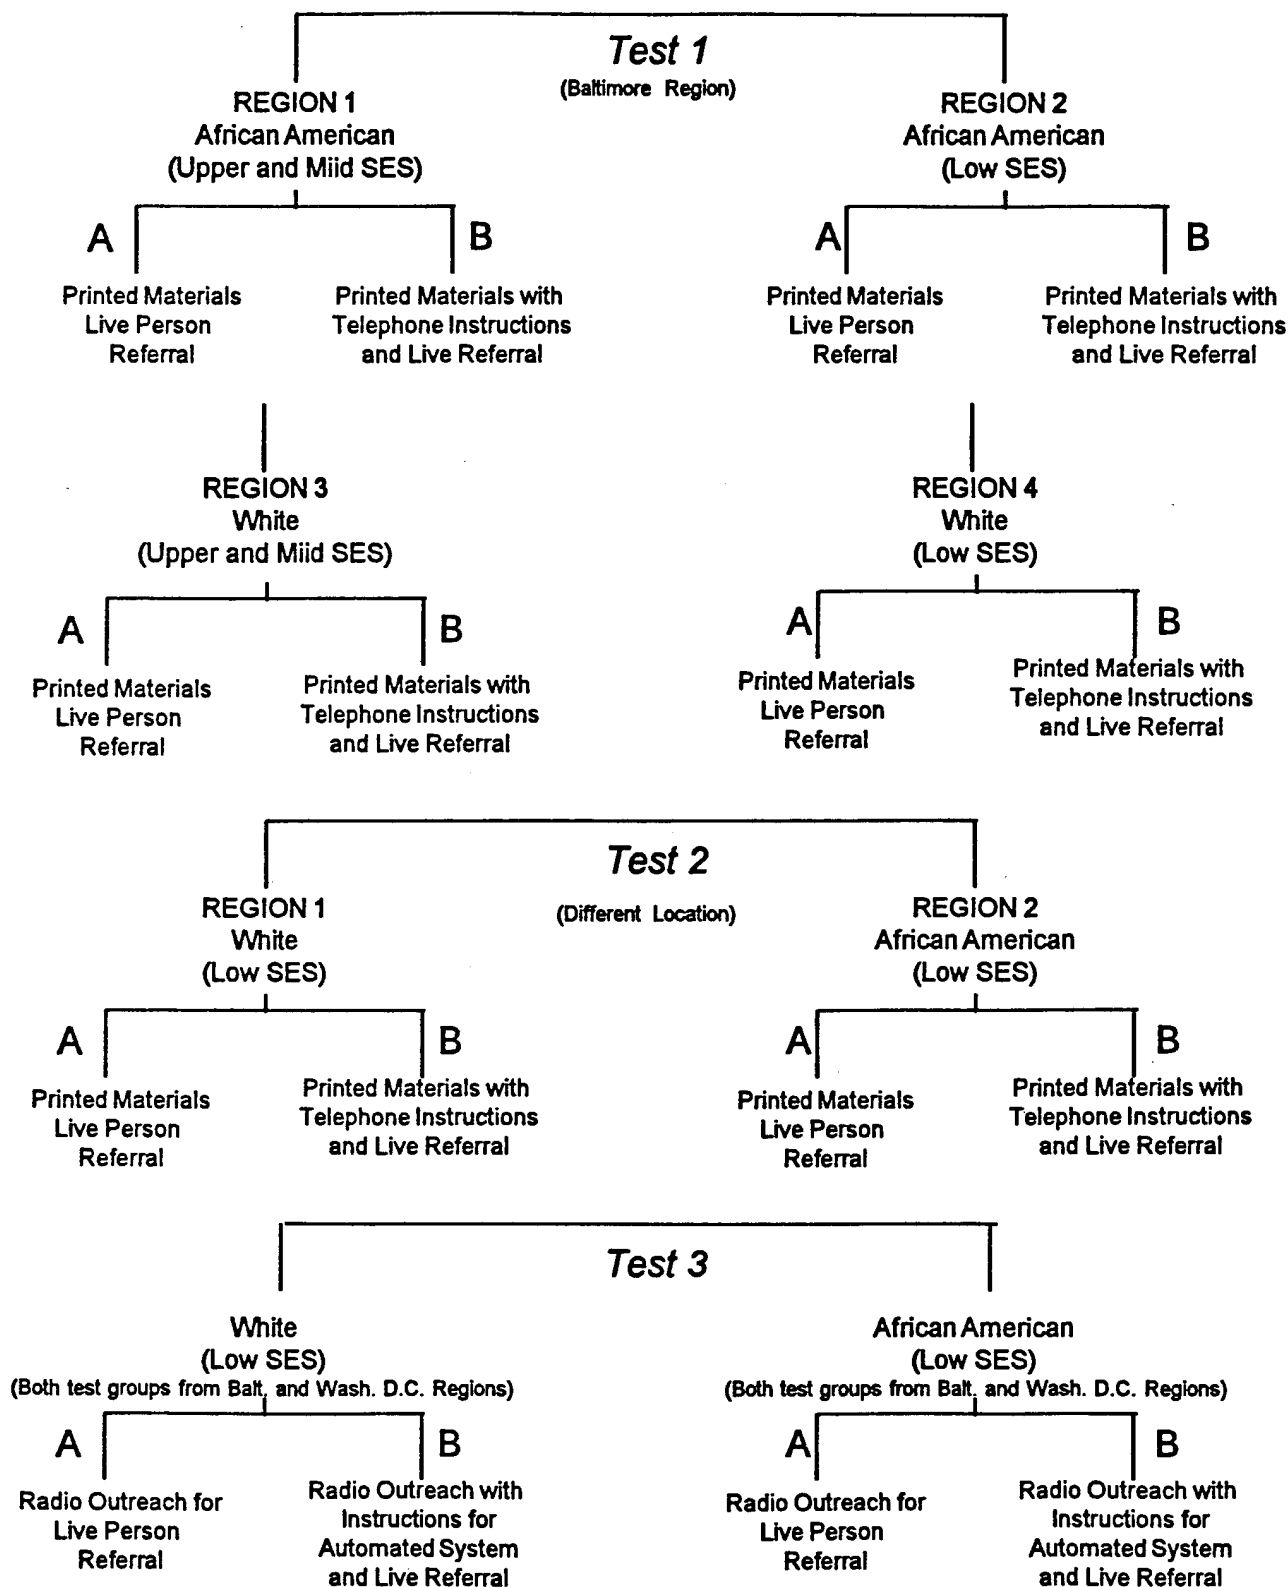 Test 1
(Baltimore Region)
REGION 1
African American
(Upper and Miid SES)
A
B
Printed Materials
Live Person
Referral
Printed Materials with
Telephone Instructions
and Live Referral
REGION 2
African American
(Low SES)
A
B
Printed Materials
Live Person
Referral
Printed Materials with
Telephone Instructions
and Live Referral
REGION 3
White
(Upper and Miid SES)
A
B
Printed Materials
Live Person
Referral
Printed Materials with
Telephone Instructions
and Live Referral
REGION 4
White
(Low SES)
A
B
Printed Materials
Live Person
Referral
Printed Materials with
Telephone Instructions
and Live Referral
Test 2
(Different Location)
REGION 1
White
(Low SES)
A
B
Printed Materials
Live Person
Referral
Printed Materials with
Telephone Instructions
and Live Referral
REGION 2
African American
(Low SES)
A
B
Printed Materials
Live Person
Referral
Printed Materials with
Telephone Instructions
and Live Referral
Test 3
White
(Low SES)
(Both test groups from Balt. and Wash. D.C. Regions)
A
B
Radio Outreach for
Live Person
Referral
Radio Outreach with
Instructions for
Automated System
and Live Referral
African American
(Low SES)
(Both test groups from Balt. and Wash. D.C. Regions)
A
B
Radio Outreach for
Live Person
Referral
Radio Outreach with
Instructions for
Automated System
and Live Referral